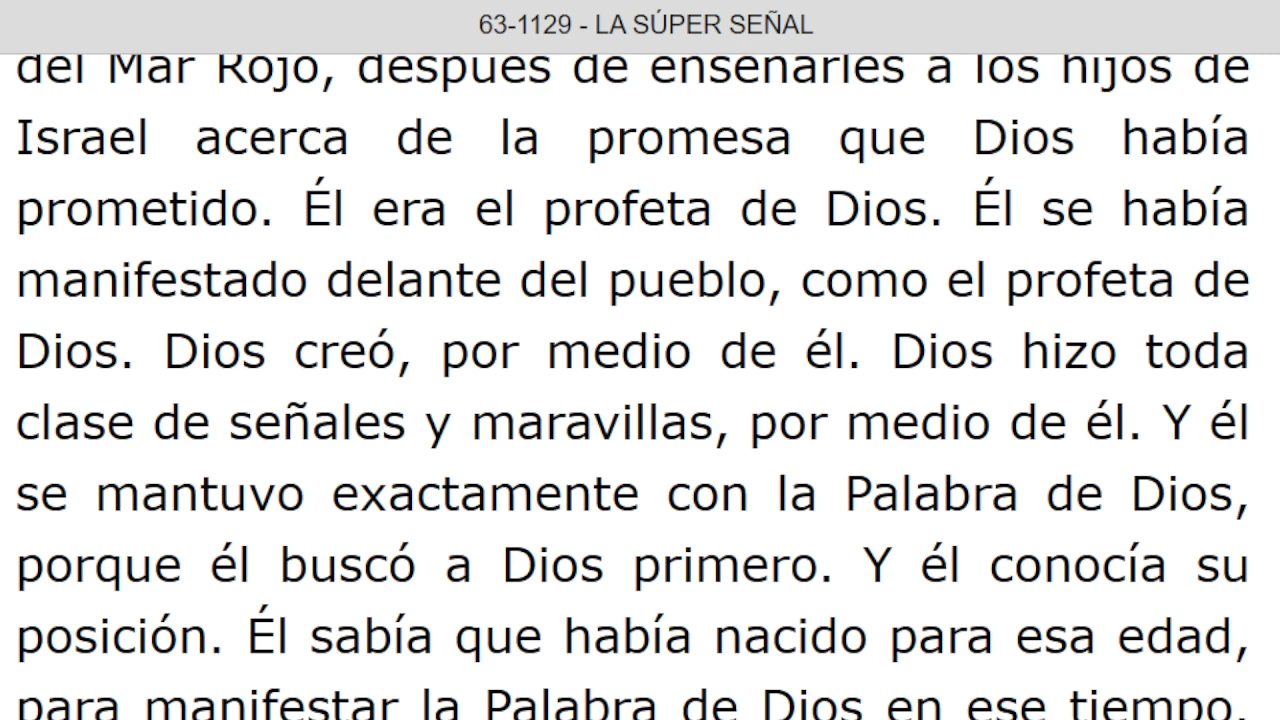 63-1129 - LA SÚPER SEÑAL
del Mar Rojo, después de enseñarles a los hijos de
Israel acerca de la promesa que Dios había
prometido. Él era el profeta de Dios. Él se había
manifestado delante del pueblo, como el profeta de
Dios. Dios creó, por medio de él. Dios hizo toda
clase de señales y maravillas, por medio de él. Y él
se mantuvo exactamente con la Palabra de Dios,
porque él buscó a Dios primero. Y él conocía su
posición. Él sabía que había nacido para esa edad,
para manifestar la Palabra de Dios en ese tiempo.